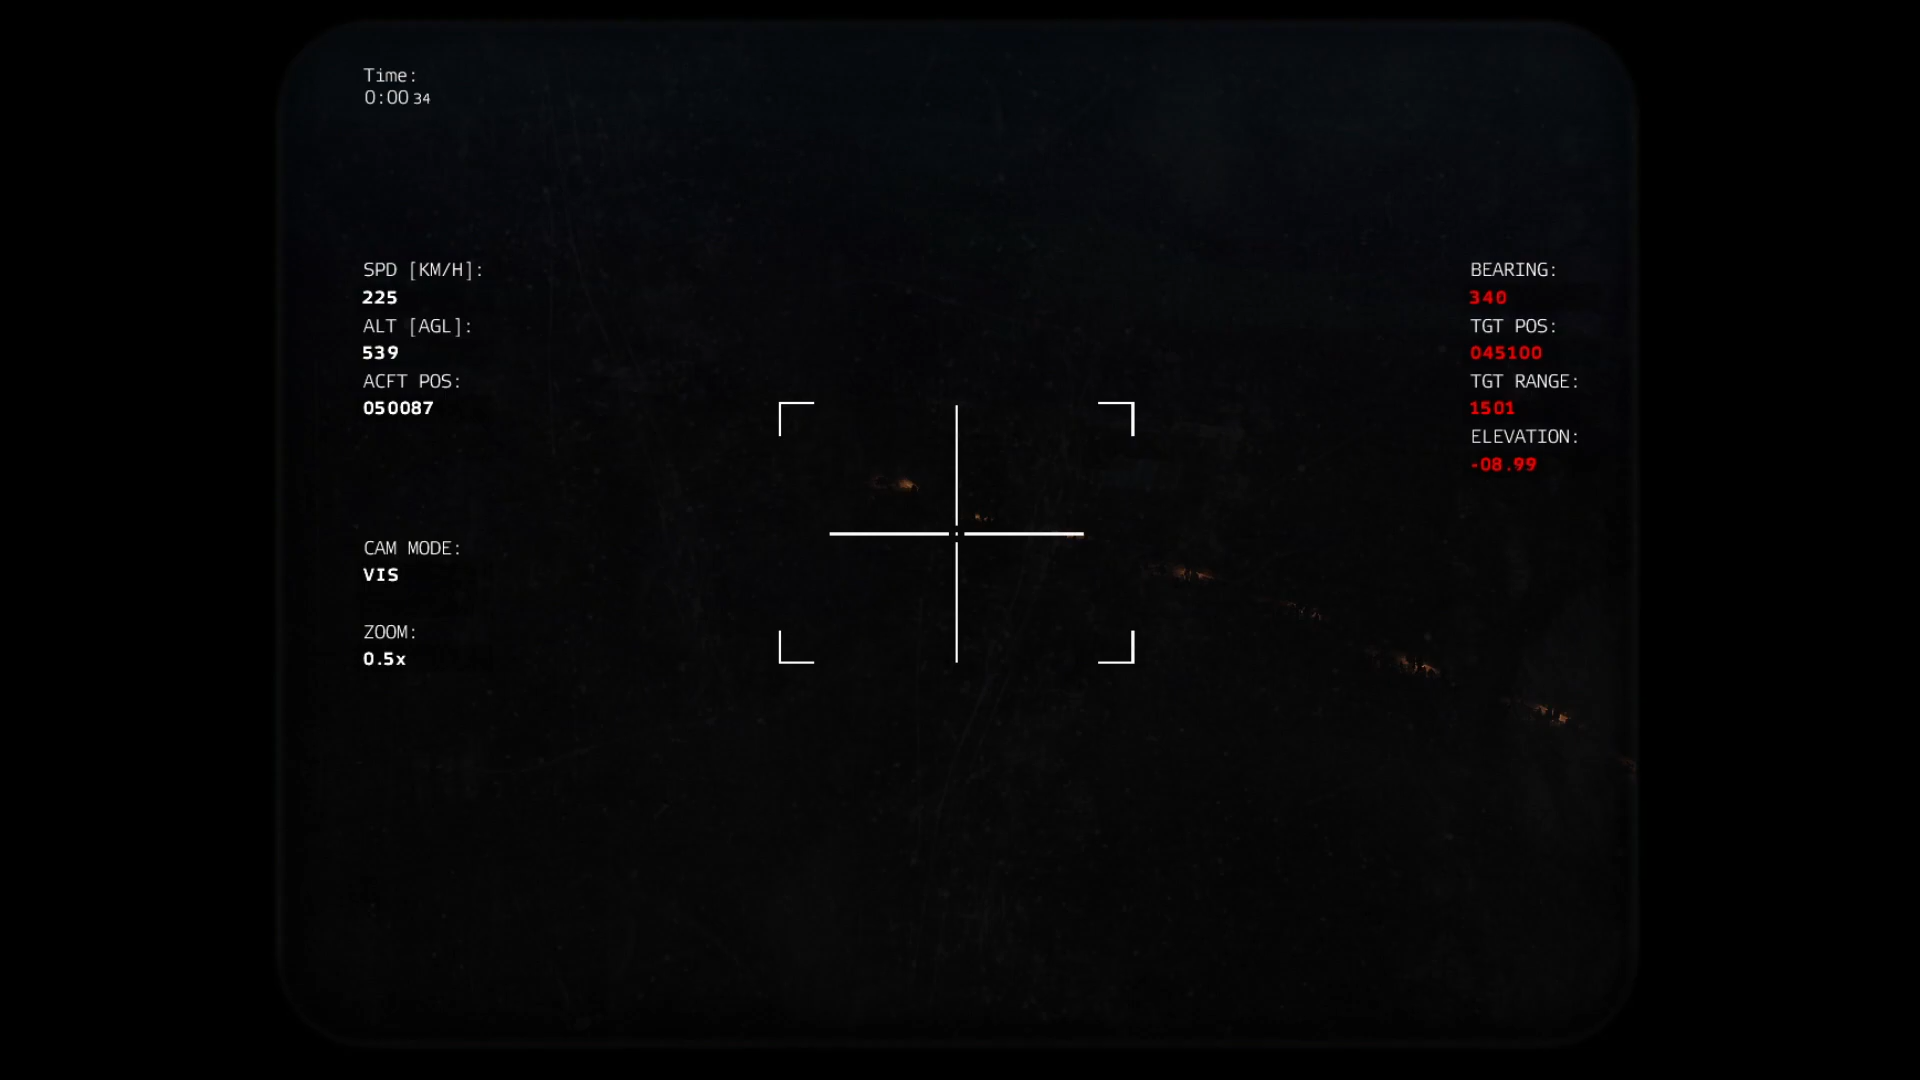 Time:
0:00 34
SPD [KM/H]:
225
ALT [AGL]:
539
ACFT POS:
050087
CAM MODE:
VIS
ZOOM:
0.5x
BEARING:
340
TGT POS:
045100
TGT RANGE:
1501
ELEVATION:
-08.99